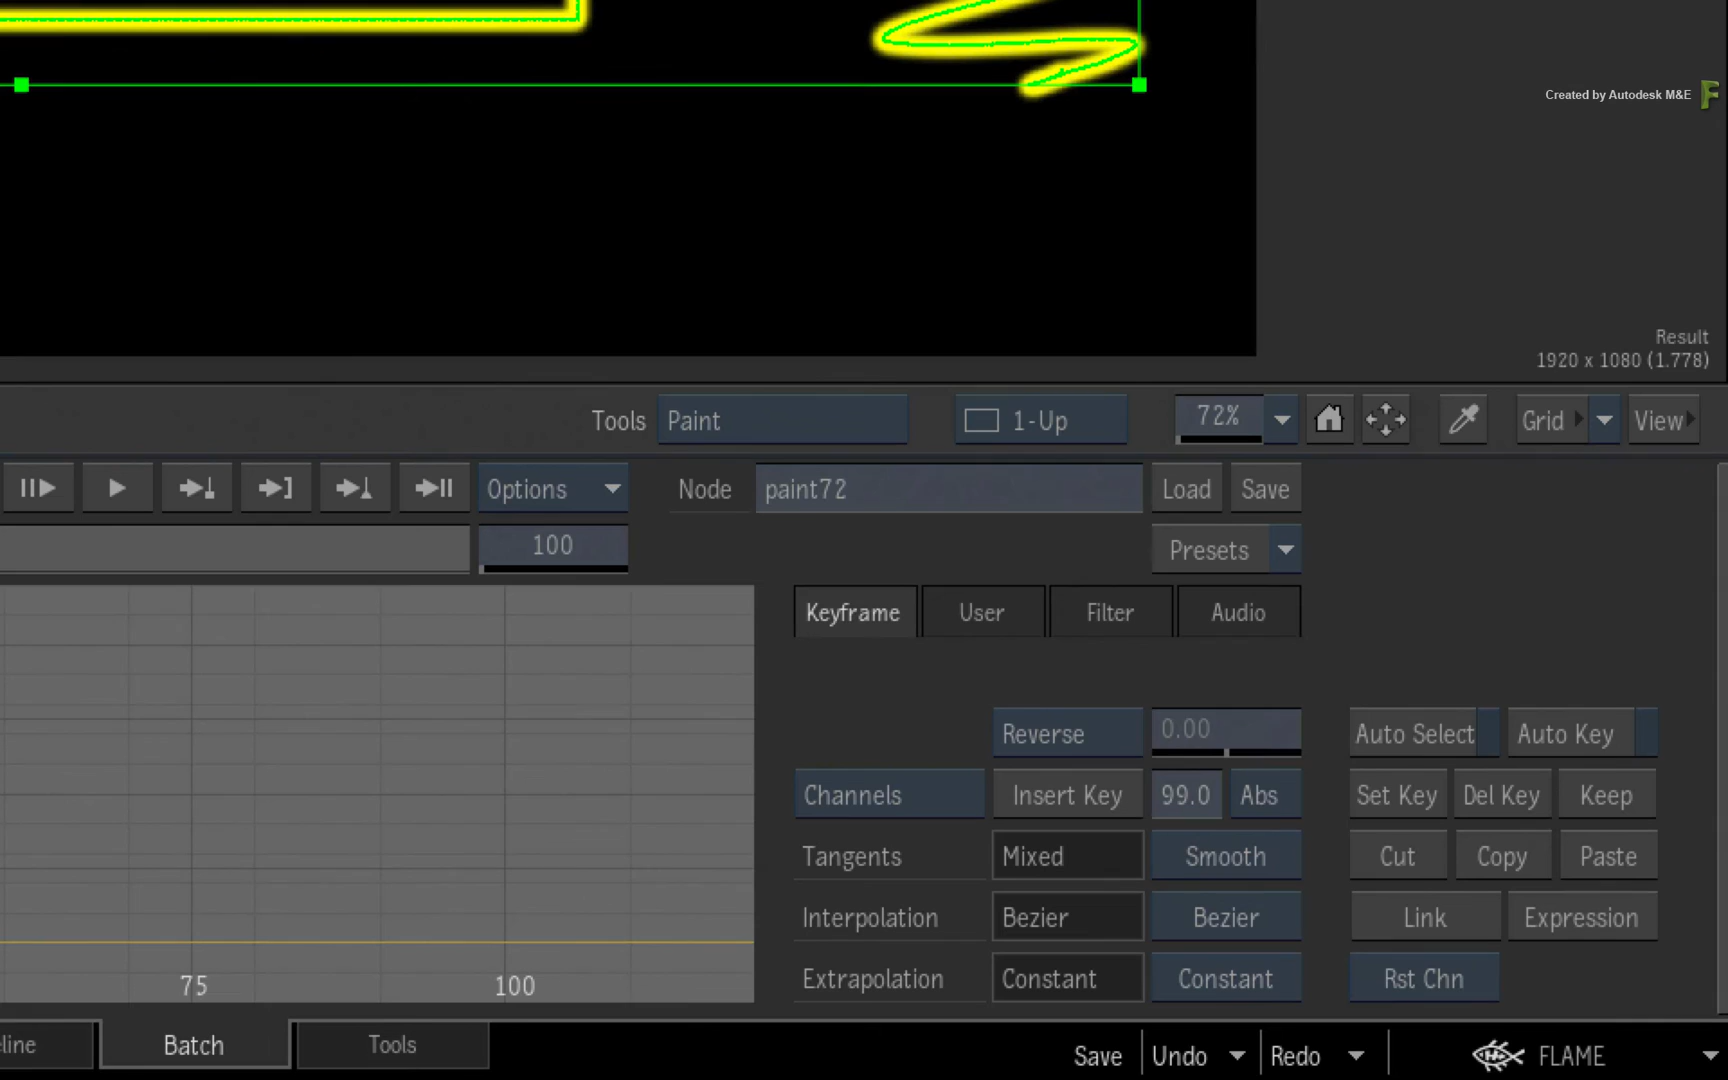 Created by Autodesk M&E
Result
1920 x 1080 (1.778)
Tools Paint 1-Up 72% Grid View
Options Node paint72 Load Save
100 Presets
Keyframe User Filter Audio
Reverse 0.00 Auto Select Auto Key
Channels Insert Key 99.0 Abs Set Key Del Key Keep
Tangents Mixed Smooth Cut Copy Paste
Interpolation Bezier Bezier Link Expression
Extrapolation Constant Constant Rst Chn
75 100
line Batch Tools
Save Undo Redo FLAME